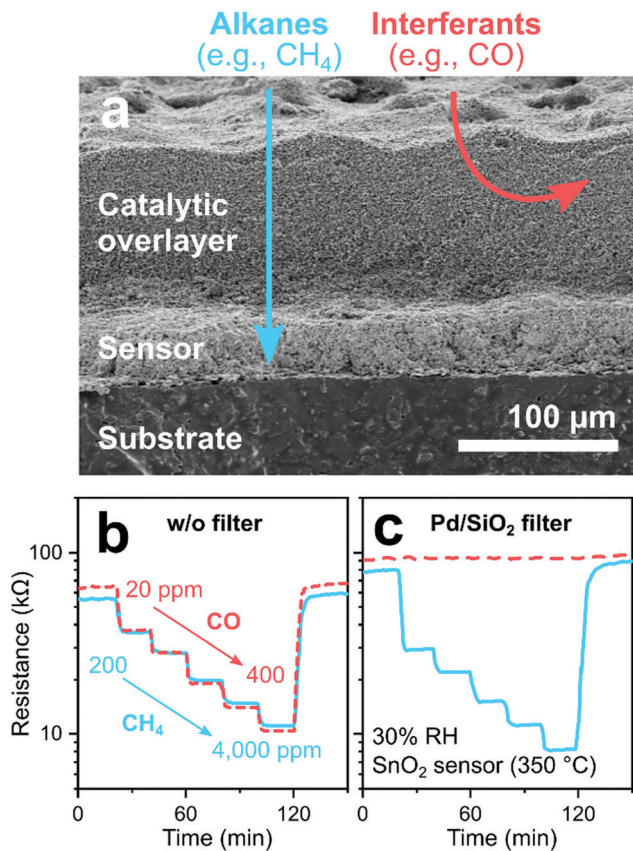 Alkanes
(e.g., CH₄)
Interferants
(e.g., CO)
a
Catalytic
overlayer
Sensor
Substrate
100 µm
b
w/o filter
20 ppm
CO
400
200
CH₄
4,000 ppm
100
10
Resistance (kΩ)
0
60
120
Time (min)
c
Pd/SiO₂ filter
30% RH
SnO₂ sensor (350 °C)
0
60
120
Time (min)